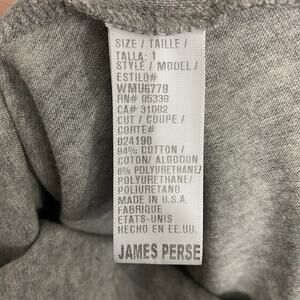 SIZE / TAILLE /
TALLA: 1
STYLE / MODEL /
ESTILO#
WMU6779
RN# 95339
CA# 31002
CUT / COUPE /
CORTE#
024198
94% COTTON /
COTON/ ALGODON
6% POLYURETHANE/
POLYURETHANE/
POLIURETANO
MADE IN U.S.A.
FABRIQUE
ETATS-UNIS
HECHO EN EE.UU.
JAMES PERSE